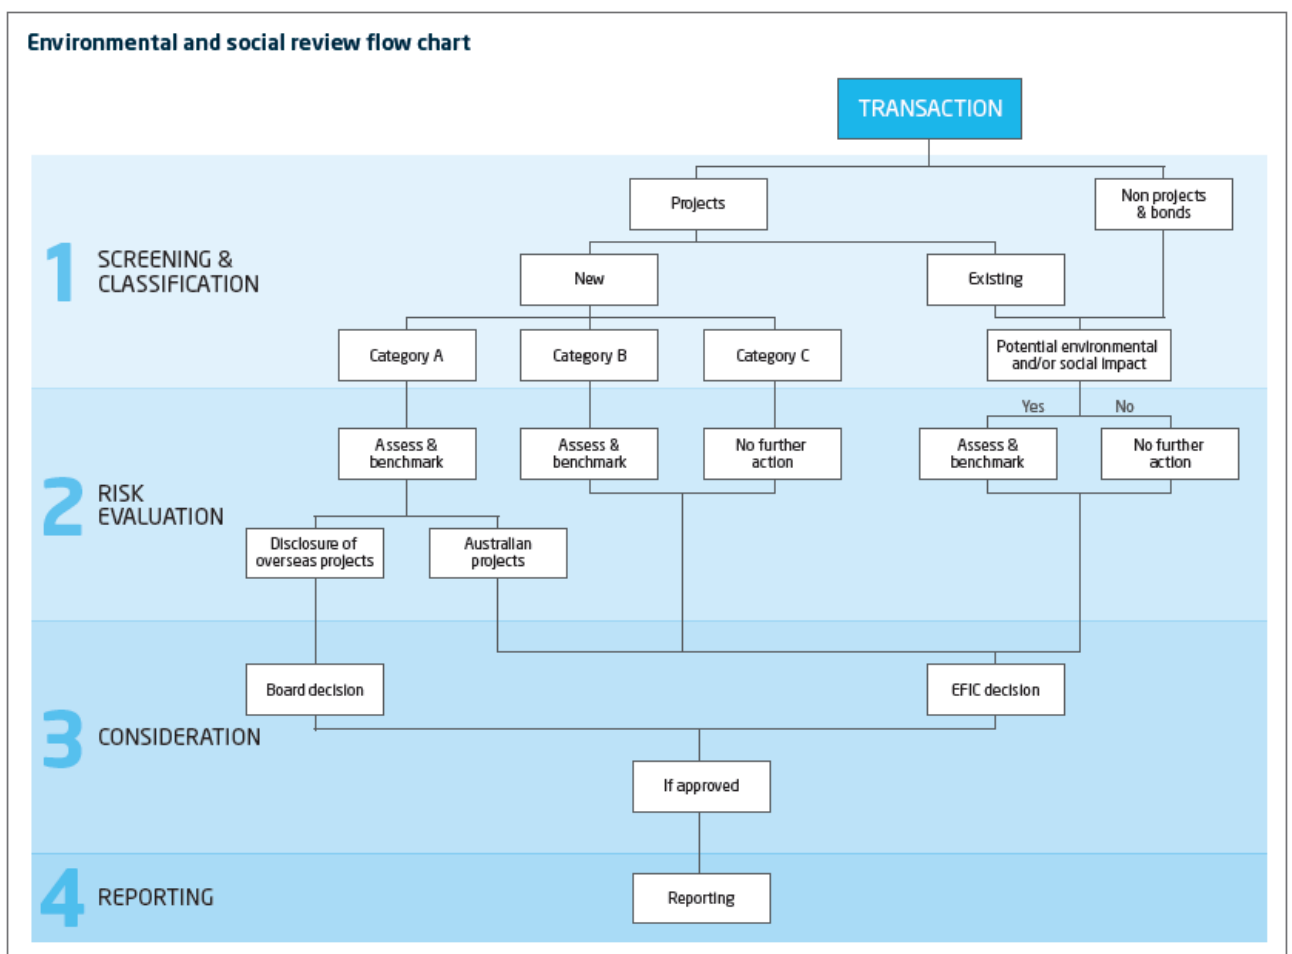 Environmental and social review flow chart
TRANSACTION
Projects
Non projects
& bonds
1
SCREENING &
CLASSIFICATION
New
Existing
Category A
Category B
Category C
Potential environmental
and/or social impact
Yes
No
2
RISK
EVALUATION
Assess &
benchmark
Assess &
benchmark
No further
action
Assess &
benchmark
No further
action
Disclosure of
overseas projects
Australian
projects
3
CONSIDERATION
Board decision
EFIC decision
If approved
4
REPORTING
Reporting